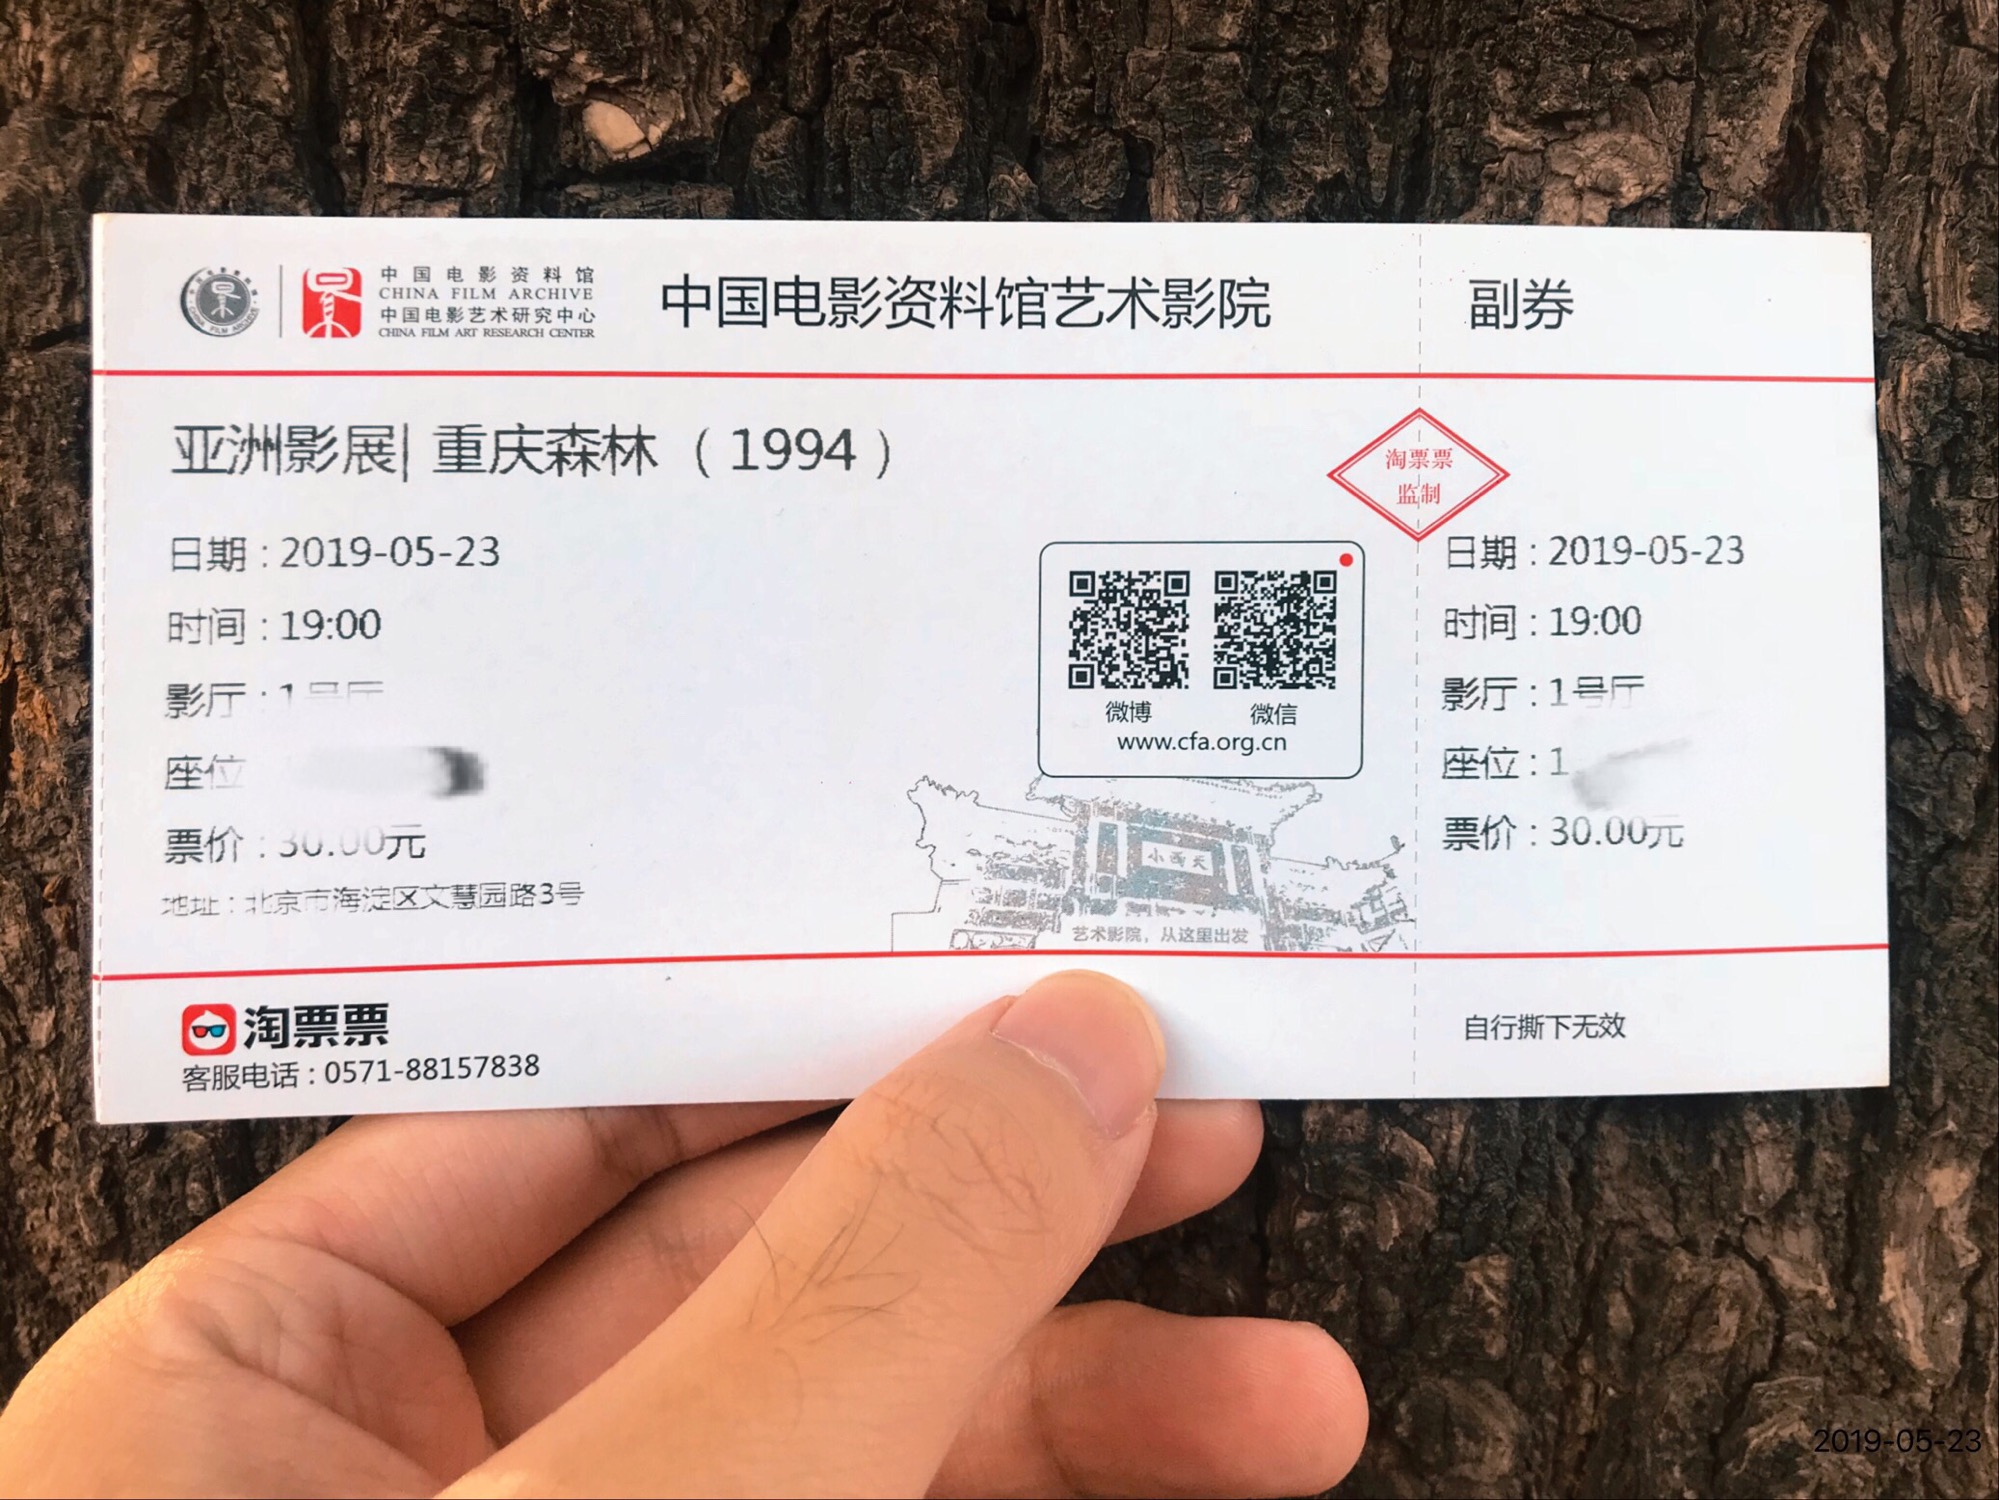 中国电影资料馆
CHINA FILM ARCHIVE
中国电影艺术研究中心
CHINA FILM ART RESEARCH CENTER
中国电影资料馆艺术影院
副券
亚洲影展| 重庆森林（1994）
淘票票
监制
日期：2019-05-23
时间：19:00
影厅：1号厅
座位
票价：30.00元
地址：北京市海淀区文慧园路3号
微博 微信
www.cfa.org.cn
小西天
艺术影院，从这里出发
日期：2019-05-23
时间：19:00
影厅：1号厅
座位：1
票价：30.00元
淘票票
客服电话：0571-88157838
自行撕下无效
2019-05-23